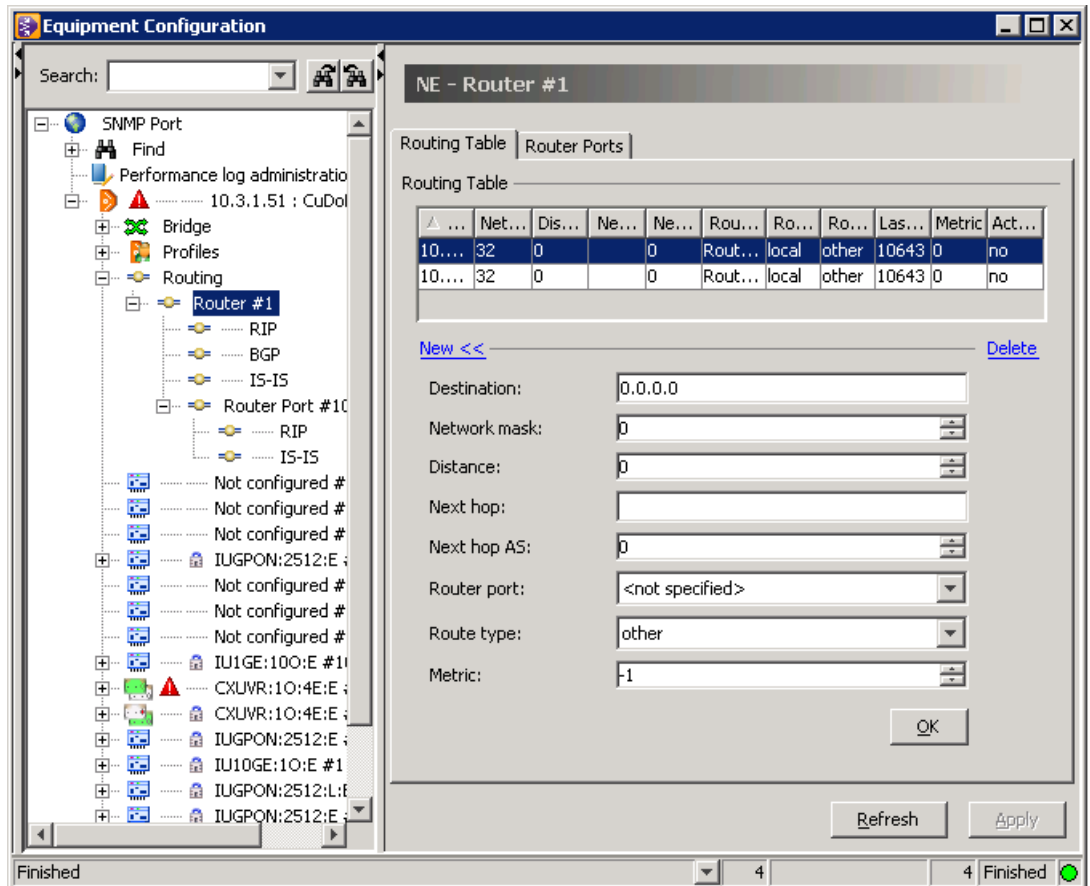 Equipment Configuration
Search:
SNMP Port
Find
Performance log administratio
10.3.1.51 : CuDol
Bridge
Profiles
Routing
Router #1
RIP
BGP
IS-IS
Router Port #10
RIP
IS-IS
Not configured #
Not configured #
Not configured #
IUGPON:2512:E
Not configured #
Not configured #
Not configured #
IU1GE:10O:E #1
CXUVR:1O:4E:E
CXUVR:1O:4E:E
IUGPON:2512:E
IU10GE:1O:E #1
IUGPON:2512:L:E
IUGPON:2512:E
NE - Router #1
Routing Table Router Ports
Routing Table
... Net... Dis... Ne... Ne... Rou... Ro... Ro... Las... Metric Act...
10.... 32 0 0 Rout... local other 10643 0 no
10.... 32 0 0 Rout... local other 10643 0 no
New << Delete
Destination: 0.0.0.0
Network mask: 0
Distance: 0
Next hop:
Next hop AS: 0
Router port: <not specified>
Route type: other
Metric: -1
OK
Refresh Apply
Finished 4 4 Finished